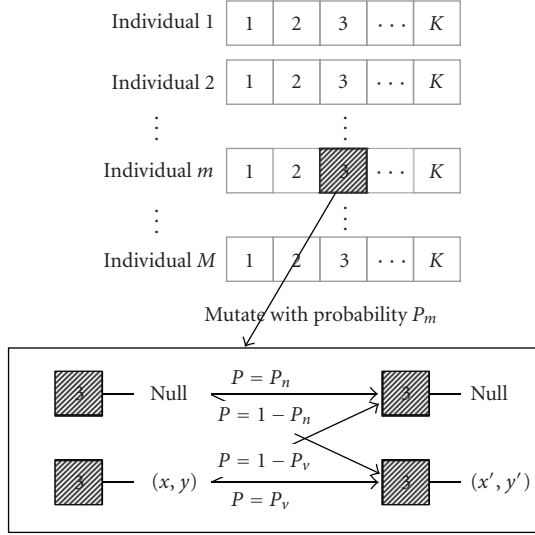 Individual 1 1 2 3 ··· K
Individual 2 1 2 3 ··· K
⋮ ⋮
Individual m 1 2 3 ··· K
⋮ ⋮
Individual M 1 2 3 ··· K
Mutate with probability Pₘ
3 Null P = Pₙ 3 Null
P = 1 − Pₙ
3 (x, y) P = 1 − Pᵥ 3 (x′, y′)
P = Pᵥ